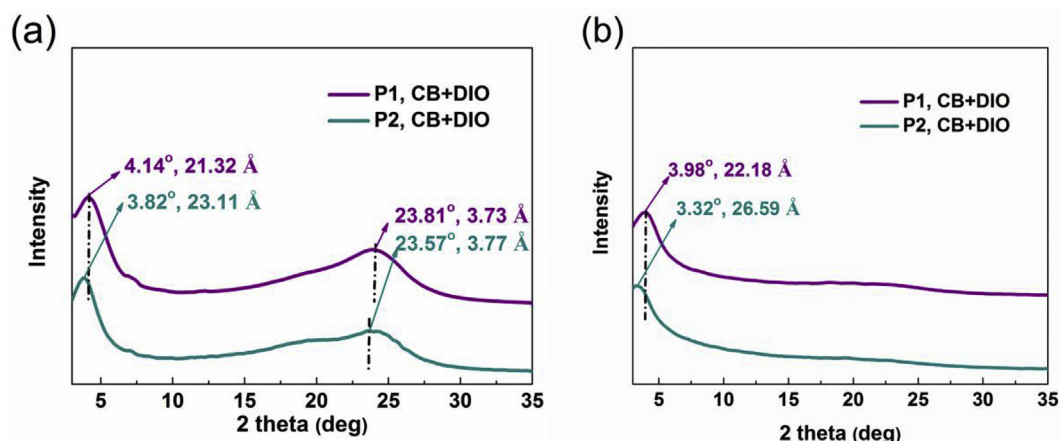 (a)
P1, CB+DIO
P2, CB+DIO
4.14°, 21.32 Å
3.82°, 23.11 Å
23.81°, 3.73 Å
23.57°, 3.77 Å
Intensity
5 10 15 20 25 30 35
2 theta (deg)
(b)
P1, CB+DIO
P2, CB+DIO
3.98°, 22.18 Å
3.32°, 26.59 Å
Intensity
5 10 15 20 25 30 35
2 theta (deg)